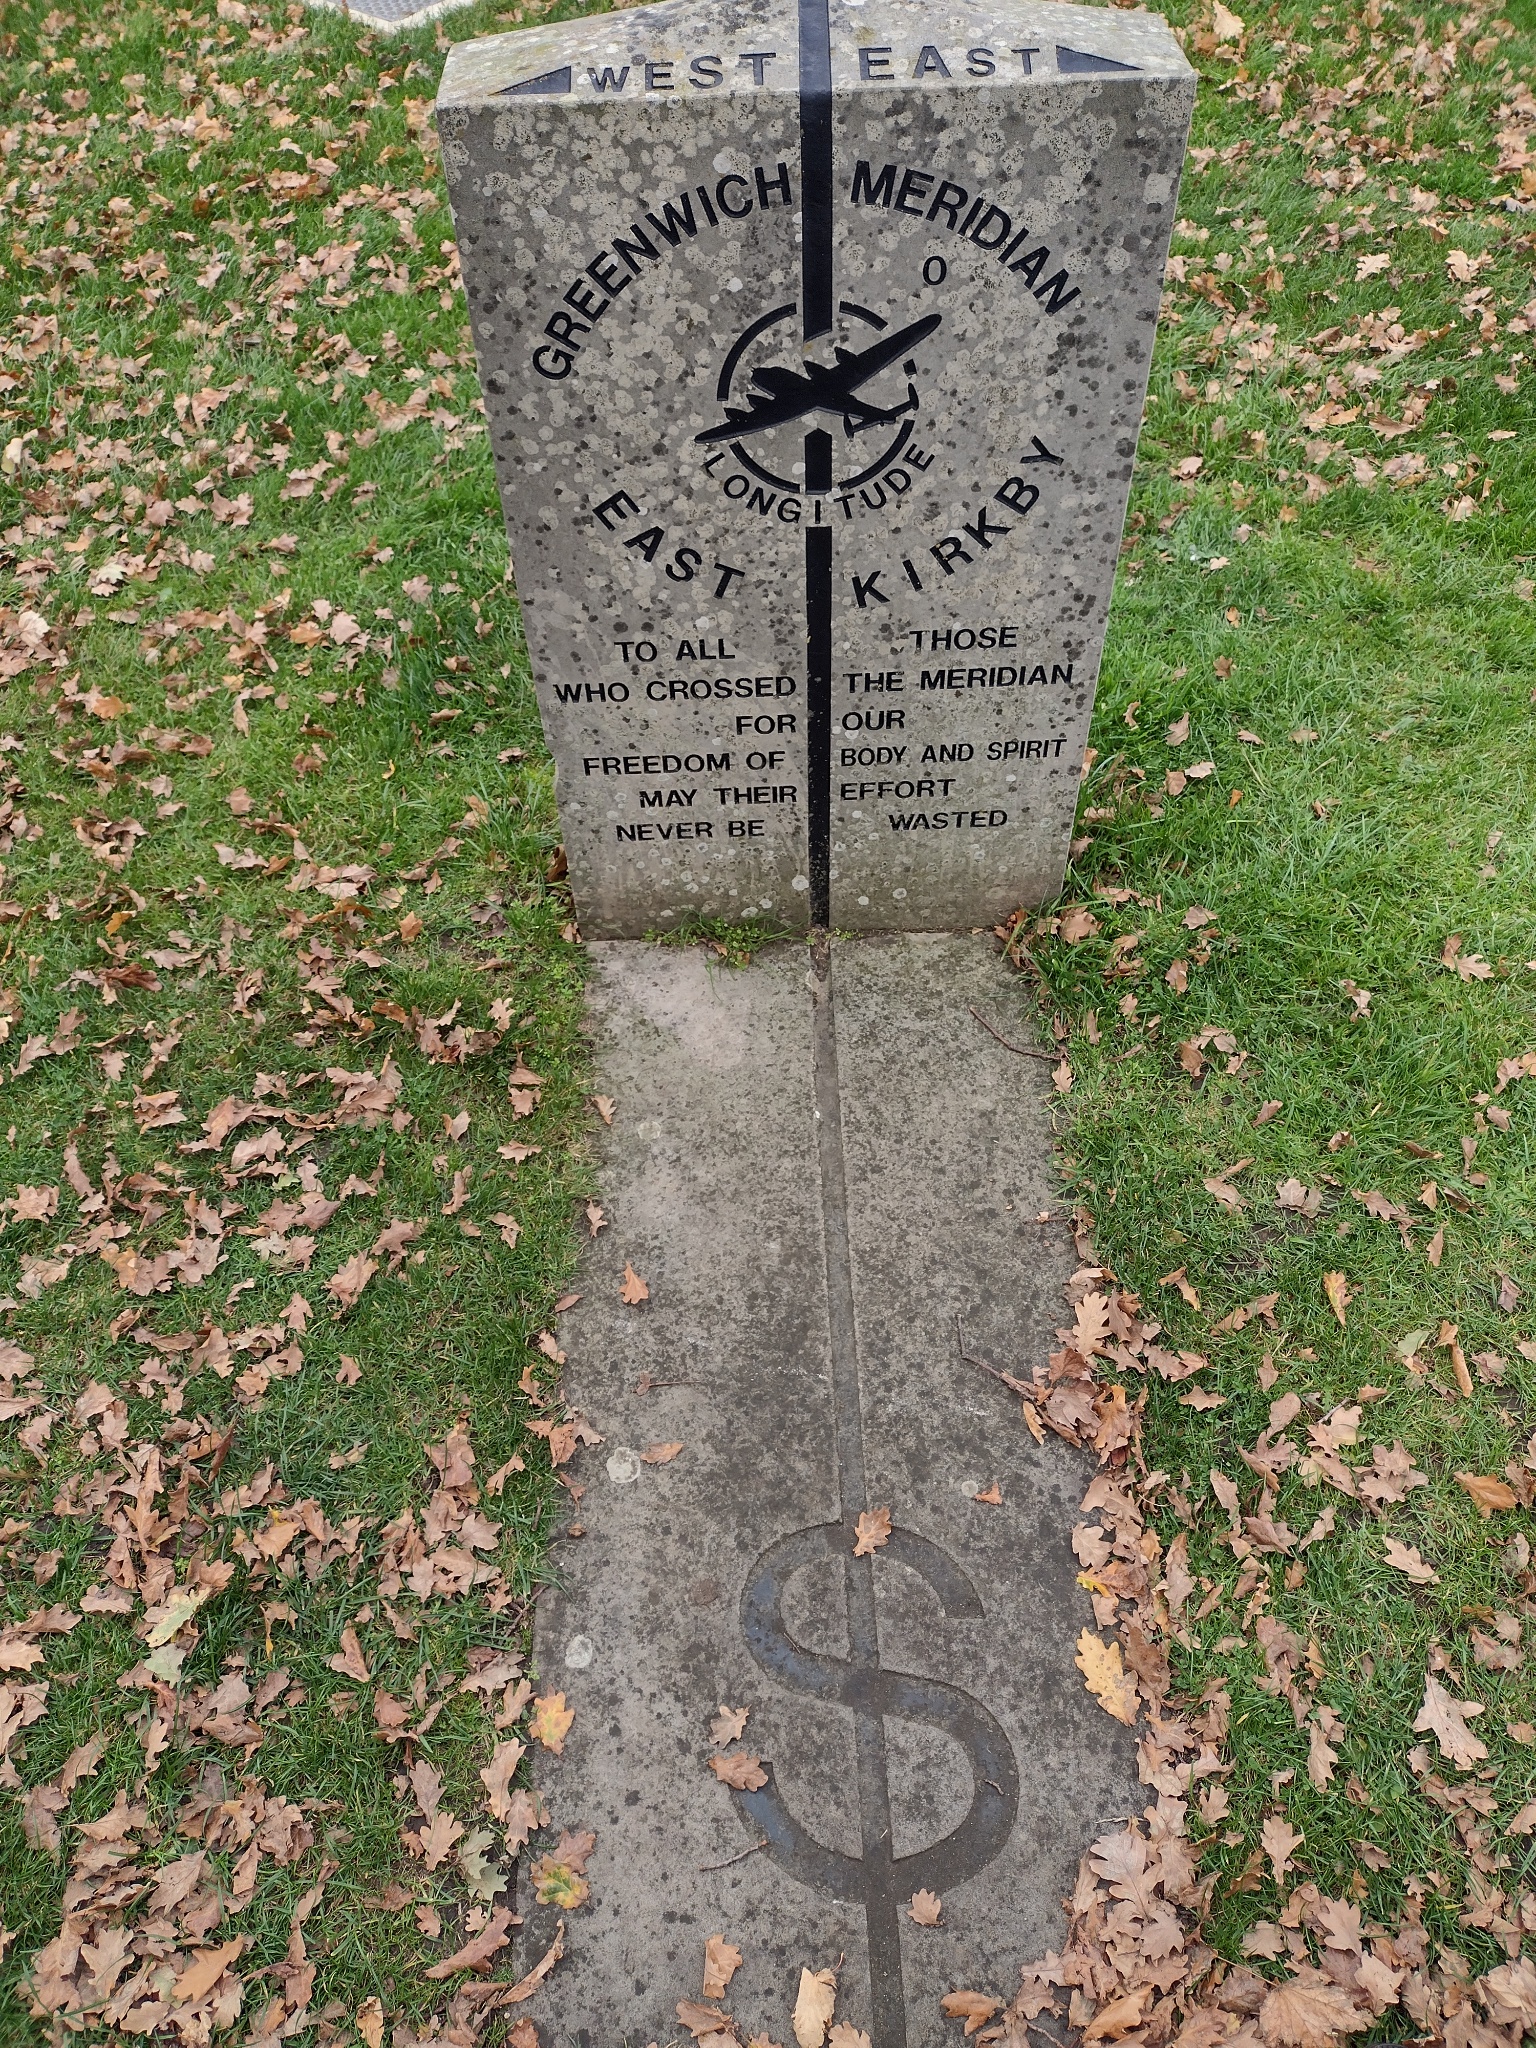 WEST EAST
GREENWICH MERIDIAN
0
LONGITUDE
EAST KIRKBY
TO ALL THOSE
WHO CROSSED THE MERIDIAN
FOR OUR
FREEDOM OF BODY AND SPIRIT
MAY THEIR EFFORT
NEVER BE WASTED
S